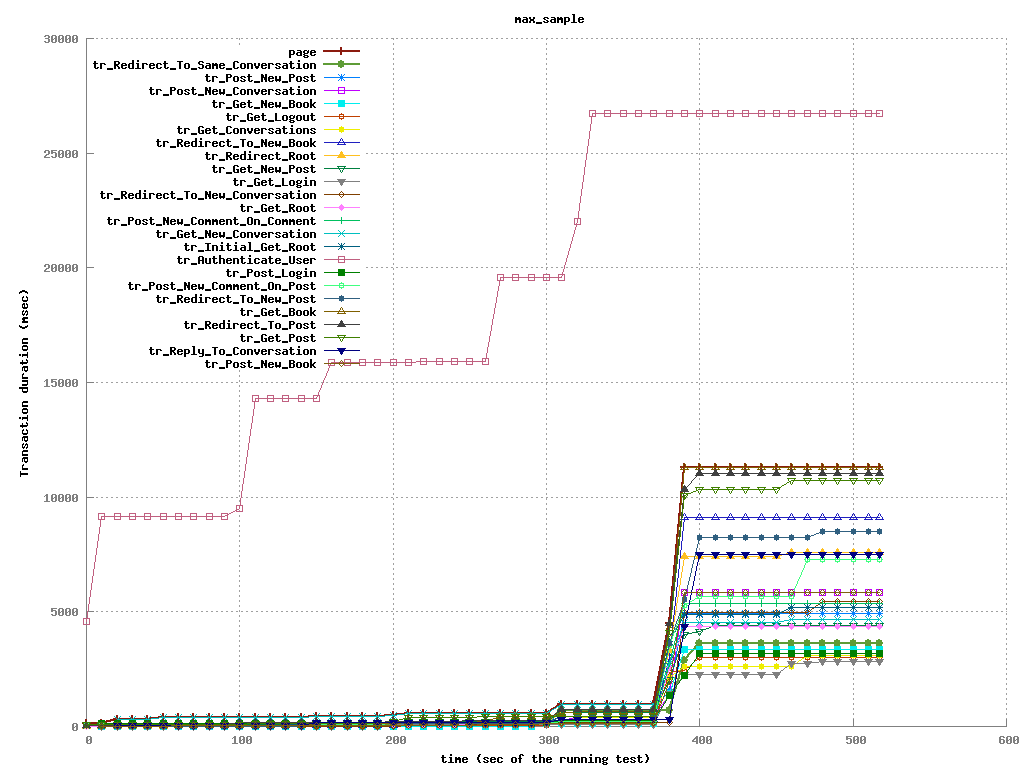 max_sample
30000
25000
20000
15000
10000
5000
0
Transaction duration (msec)
page
tr_Redirect_To_Same_Conversation
tr_Post_New_Post
tr_Post_New_Conversation
tr_Get_New_Book
tr_Get_Logout
tr_Get_Conversations
tr_Redirect_To_New_Book
tr_Redirect_Root
tr_Get_New_Post
tr_Get_Login
tr_Redirect_To_New_Conversation
tr_Get_Root
tr_Post_New_Comment_On_Comment
tr_Get_New_Conversation
tr_Initial_Get_Root
tr_Authenticate_User
tr_Post_Login
tr_Post_New_Comment_On_Post
tr_Redirect_To_New_Post
tr_Get_Book
tr_Redirect_To_Post
tr_Get_Post
tr_Reply_To_Conversation
tr_Post_New_Book
0 100 200 300 400 500 600
time (sec of the running test)